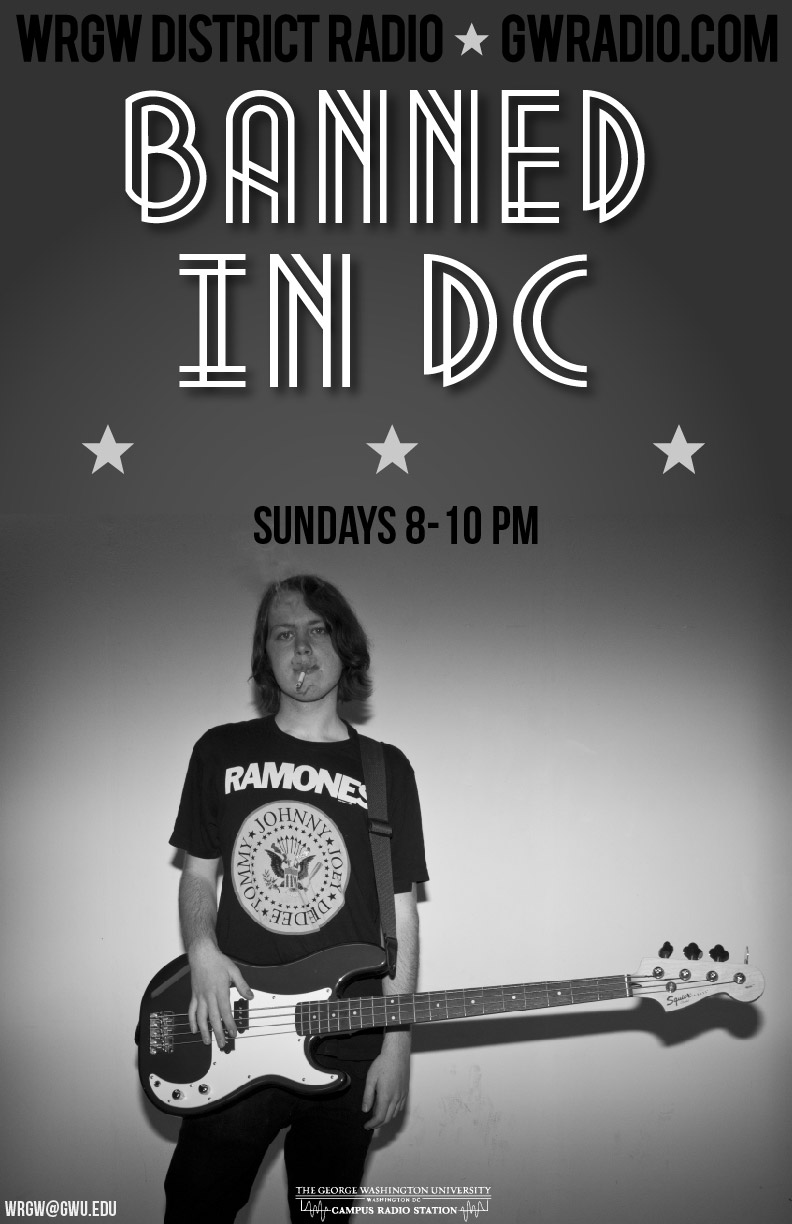 WRGW DISTRICT RADIO ★ GWRADIO.COM
BANNED
IN DC
SUNDAYS 8-10 PM
RAMONES
JOHNNY JOEY DEDEE TOMMY
Squier
THE GEORGE WASHINGTON UNIVERSITY
WASHINGTON DC
CAMPUS RADIO STATION
WRGW@GWU.EDU